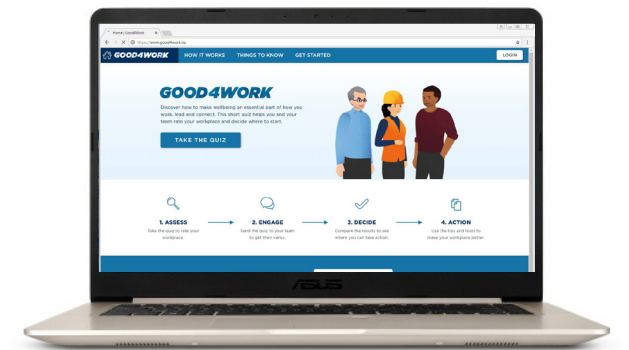 Home | Good4Work
https://www.good4work.nz
GOOD4WORK HOW IT WORKS THINGS TO KNOW GET STARTED LOGIN
GOOD4WORK
Discover how to make wellbeing an essential part of how you
work, lead and connect. This short quiz helps you and your
team rate your workplace and decide where to start.
TAKE THE QUIZ
1. ASSESS
Take the quiz to rate your
workplace.
2. ENGAGE
Send the quiz to your team
to get their views.
3. DECIDE
Compare the results to see
where you can take action.
4. ACTION
Use the tips and tools to
make your workplace better.
ASUS